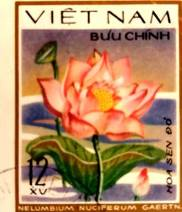 VIỆT NAM
BƯU CHÍNH
12
XU
HOA SEN ĐỎ
NELUMBIUM NUCIFERUM GAERTN